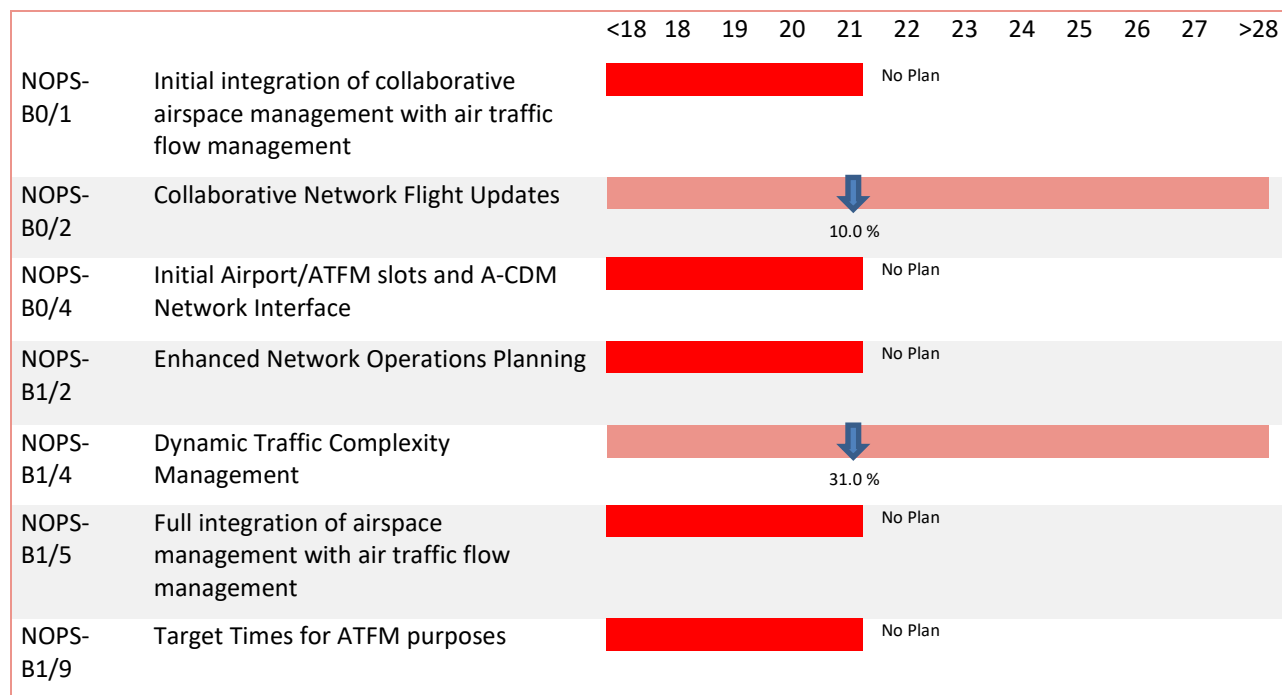 <18 18 19 20 21 22 23 24 25 26 27 >28
NOPS- Initial integration of collaborative No Plan
B0/1 airspace management with air traffic
flow management
NOPS- Collaborative Network Flight Updates
B0/2 10.0 %
NOPS- Initial Airport/ATFM slots and A-CDM No Plan
B0/4 Network Interface
NOPS- Enhanced Network Operations Planning No Plan
B1/2
NOPS- Dynamic Traffic Complexity
B1/4 Management 31.0 %
NOPS- Full integration of airspace No Plan
B1/5 management with air traffic flow
management
NOPS- Target Times for ATFM purposes No Plan
B1/9